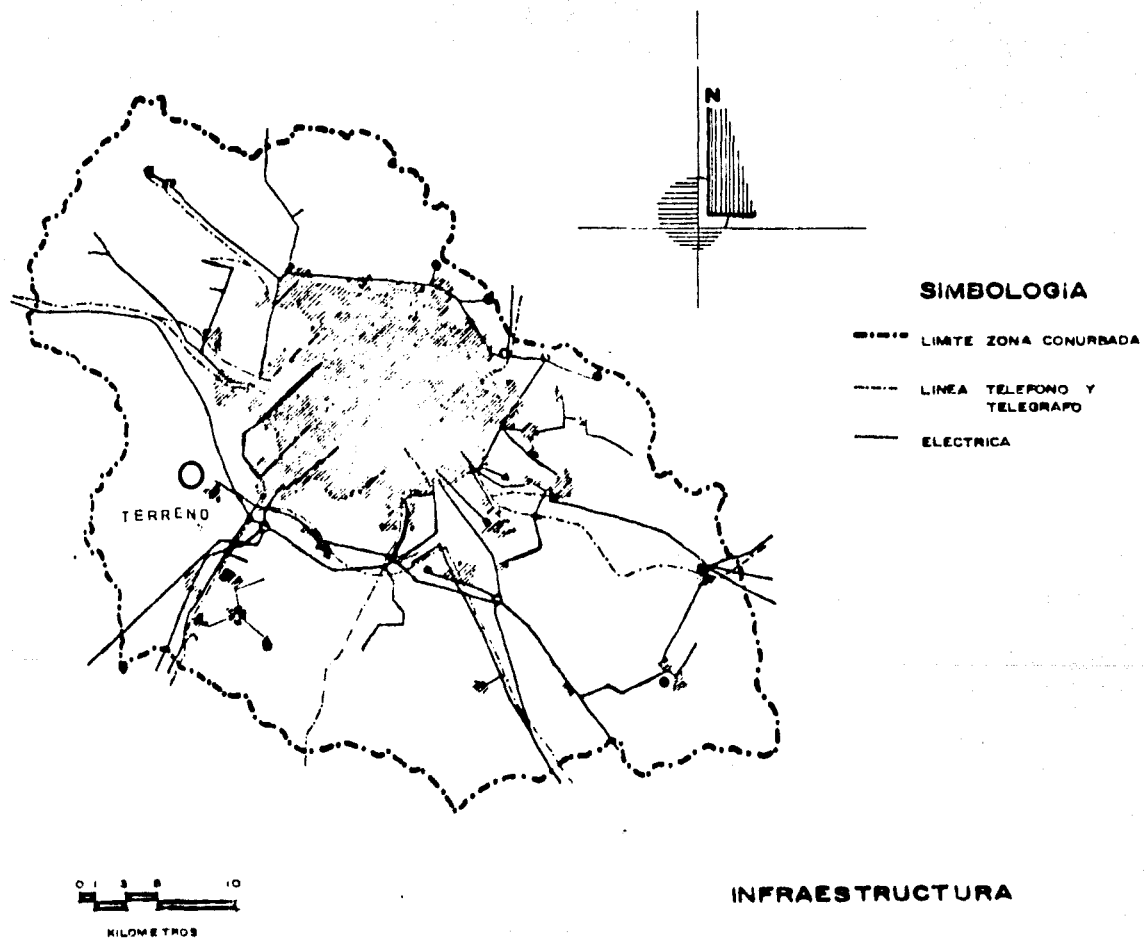 N
SIMBOLOGIA
LIMITE ZONA CONURBADA
LINEA TELEFONO Y
TELEGRAFO
ELECTRICA
TERRENO
0 1 3 5 10
KILOMETROS
INFRAESTRUCTURA